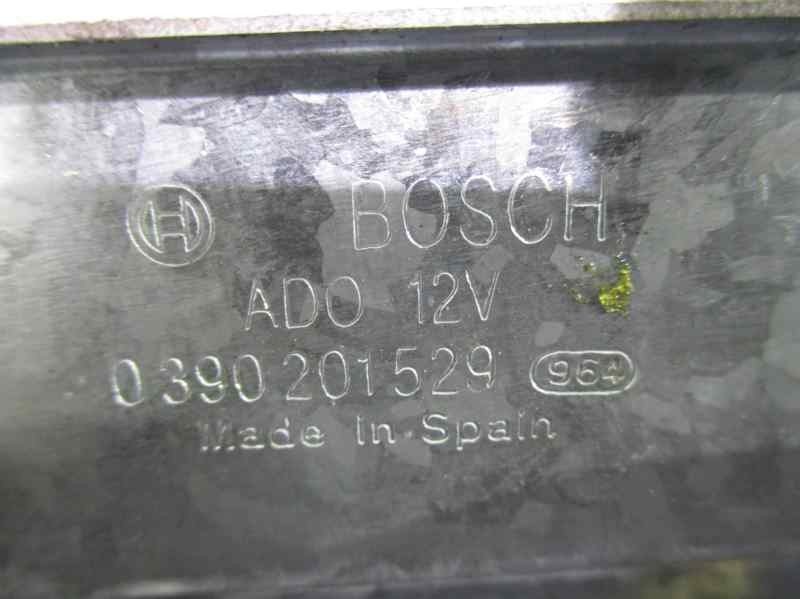 BOSCH
ADO 12V
0 390 201 529 964
Made in Spain